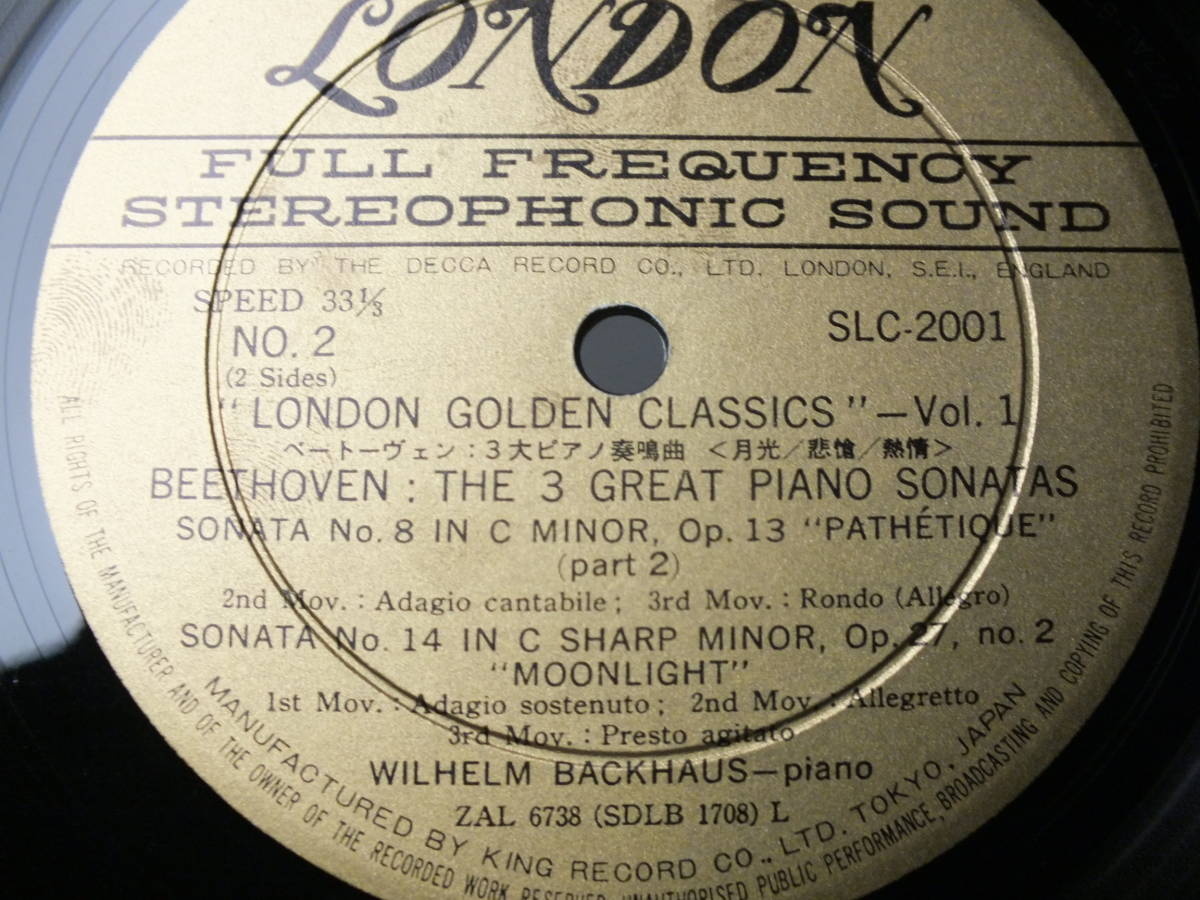 LONDON
FULL FREQUENCY
STEREOPHONIC SOUND
RECORDED BY THE DECCA RECORD CO., LTD. LONDON, S.E.I., ENGLAND
SPEED 33⅓
NO. 2
SLC-2001
(2 Sides)
"LONDON GOLDEN CLASSICS"—Vol. 1
ベートーヴェン：3大ピアノ奏鳴曲 <月光／悲愴／熱情>
BEETHOVEN : THE 3 GREAT PIANO SONATAS
SONATA No. 8 IN C MINOR, Op. 13 "PATHÉTIQUE"
(part 2)
2nd Mov. : Adagio cantabile ; 3rd Mov. : Rondo (Allegro)
SONATA No. 14 IN C SHARP MINOR, Op. 27, no. 2
"MOONLIGHT"
1st Mov. : Adagio sostenuto ; 2nd Mov. : Allegretto
3rd Mov. : Presto agitato
WILHELM BACKHAUS—piano
ZAL 6738 (SDLB 1708) L
MANUFACTURED BY KING RECORD CO., LTD. TOKYO, JAPAN
ALL RIGHTS OF THE MANUFACTURER AND OF THE OWNER OF THE RECORDED WORK RESERVED UNAUTHORISED PUBLIC PERFORMANCE, BROADCASTING AND COPYING OF THIS RECORD PROHIBITED